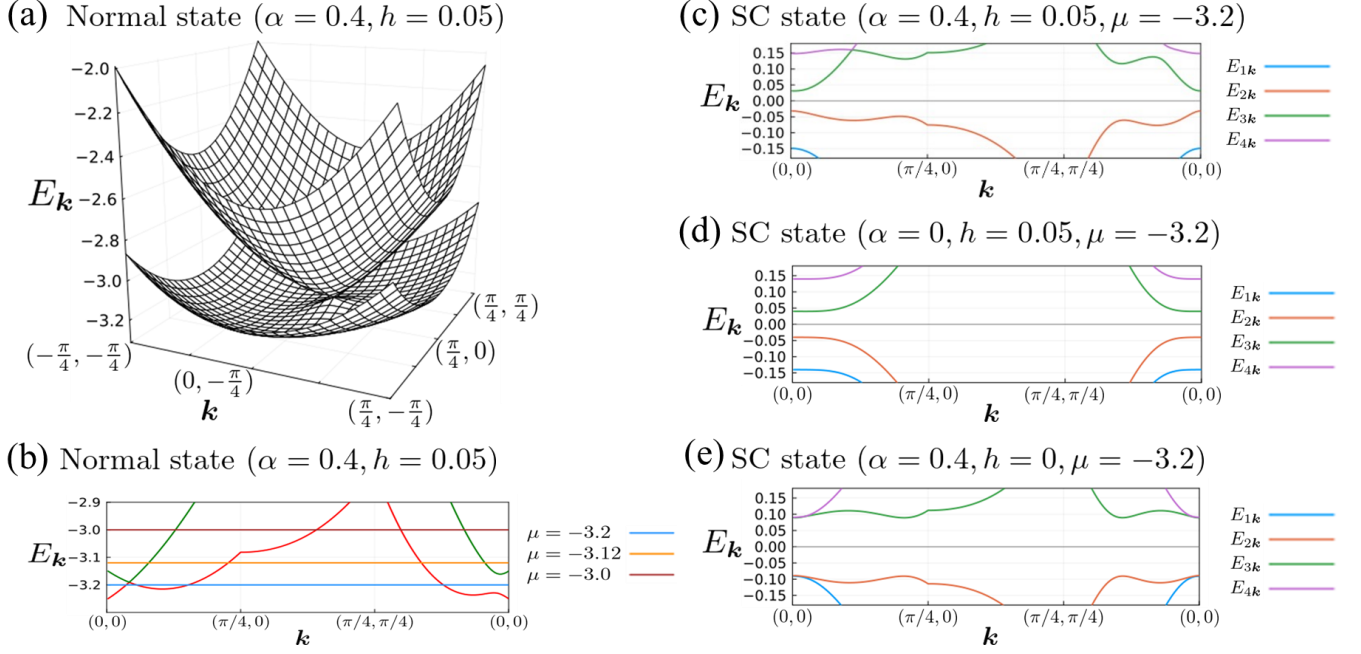 (a) Normal state (α = 0.4, h = 0.05)
−2.0
−2.2
−2.4
−2.6
−2.8
−3.0
−3.2
E_k
(−π/4, −π/4)
(0, −π/4)
(π/4, −π/4)
(π/4, 0)
(π/4, π/4)
k
(b) Normal state (α = 0.4, h = 0.05)
−2.9
−3.0
−3.1
−3.2
E_k
(0, 0) (π/4, 0) (π/4, π/4) (0, 0)
k
μ = −3.2
μ = −3.12
μ = −3.0
(c) SC state (α = 0.4, h = 0.05, μ = −3.2)
0.15
0.10
0.05
0.00
−0.05
−0.10
−0.15
E_k
(0, 0) (π/4, 0) (π/4, π/4) (0, 0)
k
E_1k
E_2k
E_3k
E_4k
(d) SC state (α = 0, h = 0.05, μ = −3.2)
0.15
0.10
0.05
0.00
−0.05
−0.10
−0.15
E_k
(0, 0) (π/4, 0) (π/4, π/4) (0, 0)
k
E_1k
E_2k
E_3k
E_4k
(e) SC state (α = 0.4, h = 0, μ = −3.2)
0.15
0.10
0.05
0.00
−0.05
−0.10
−0.15
E_k
(0, 0) (π/4, 0) (π/4, π/4) (0, 0)
k
E_1k
E_2k
E_3k
E_4k